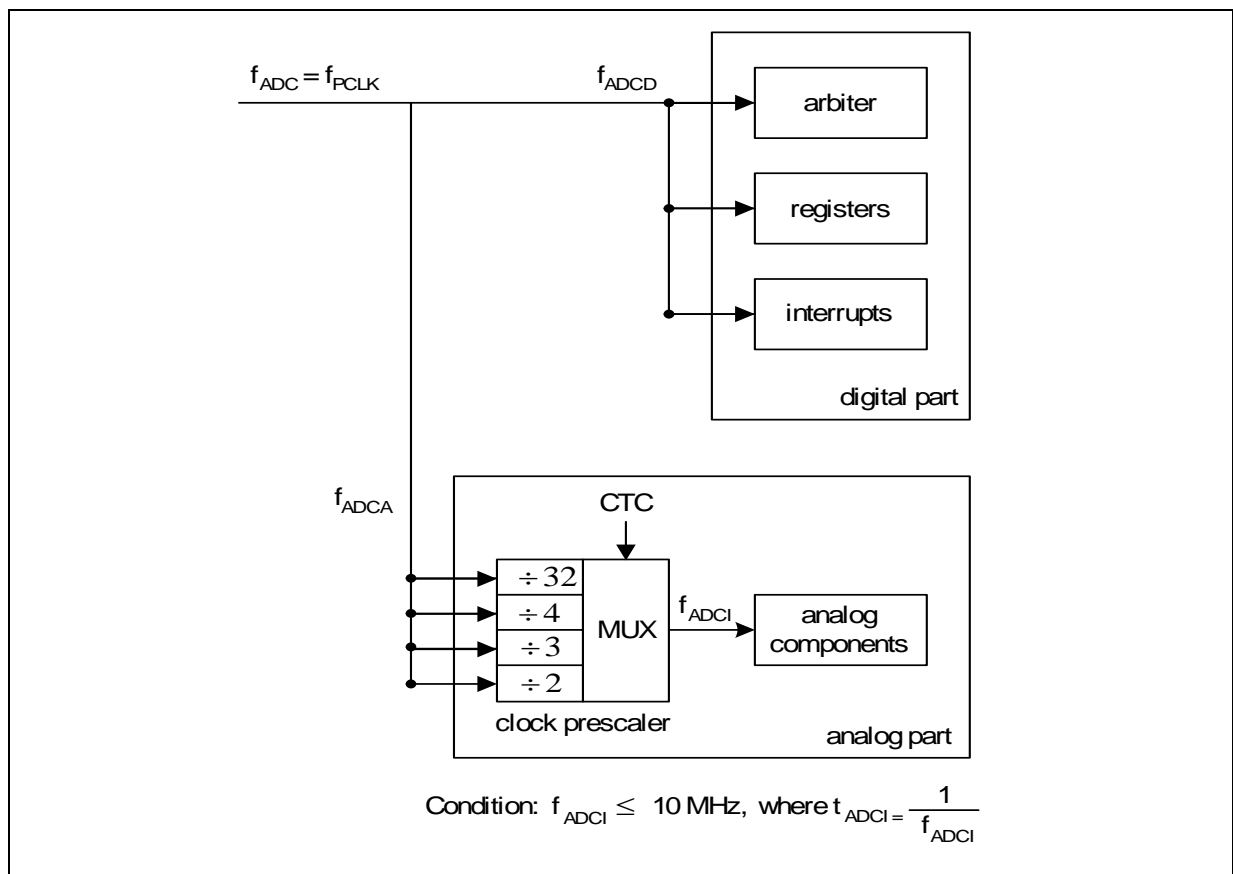 f_ADC = f_PCLK
f_ADCD
arbiter
registers
interrupts
digital part
f_ADCA
CTC
÷ 32
÷ 4
÷ 3
÷ 2
MUX
f_ADCI
analog
components
clock prescaler
analog part
Condition: f_ADCI ≤ 10 MHz, where t_ADCI = 1 / f_ADCI